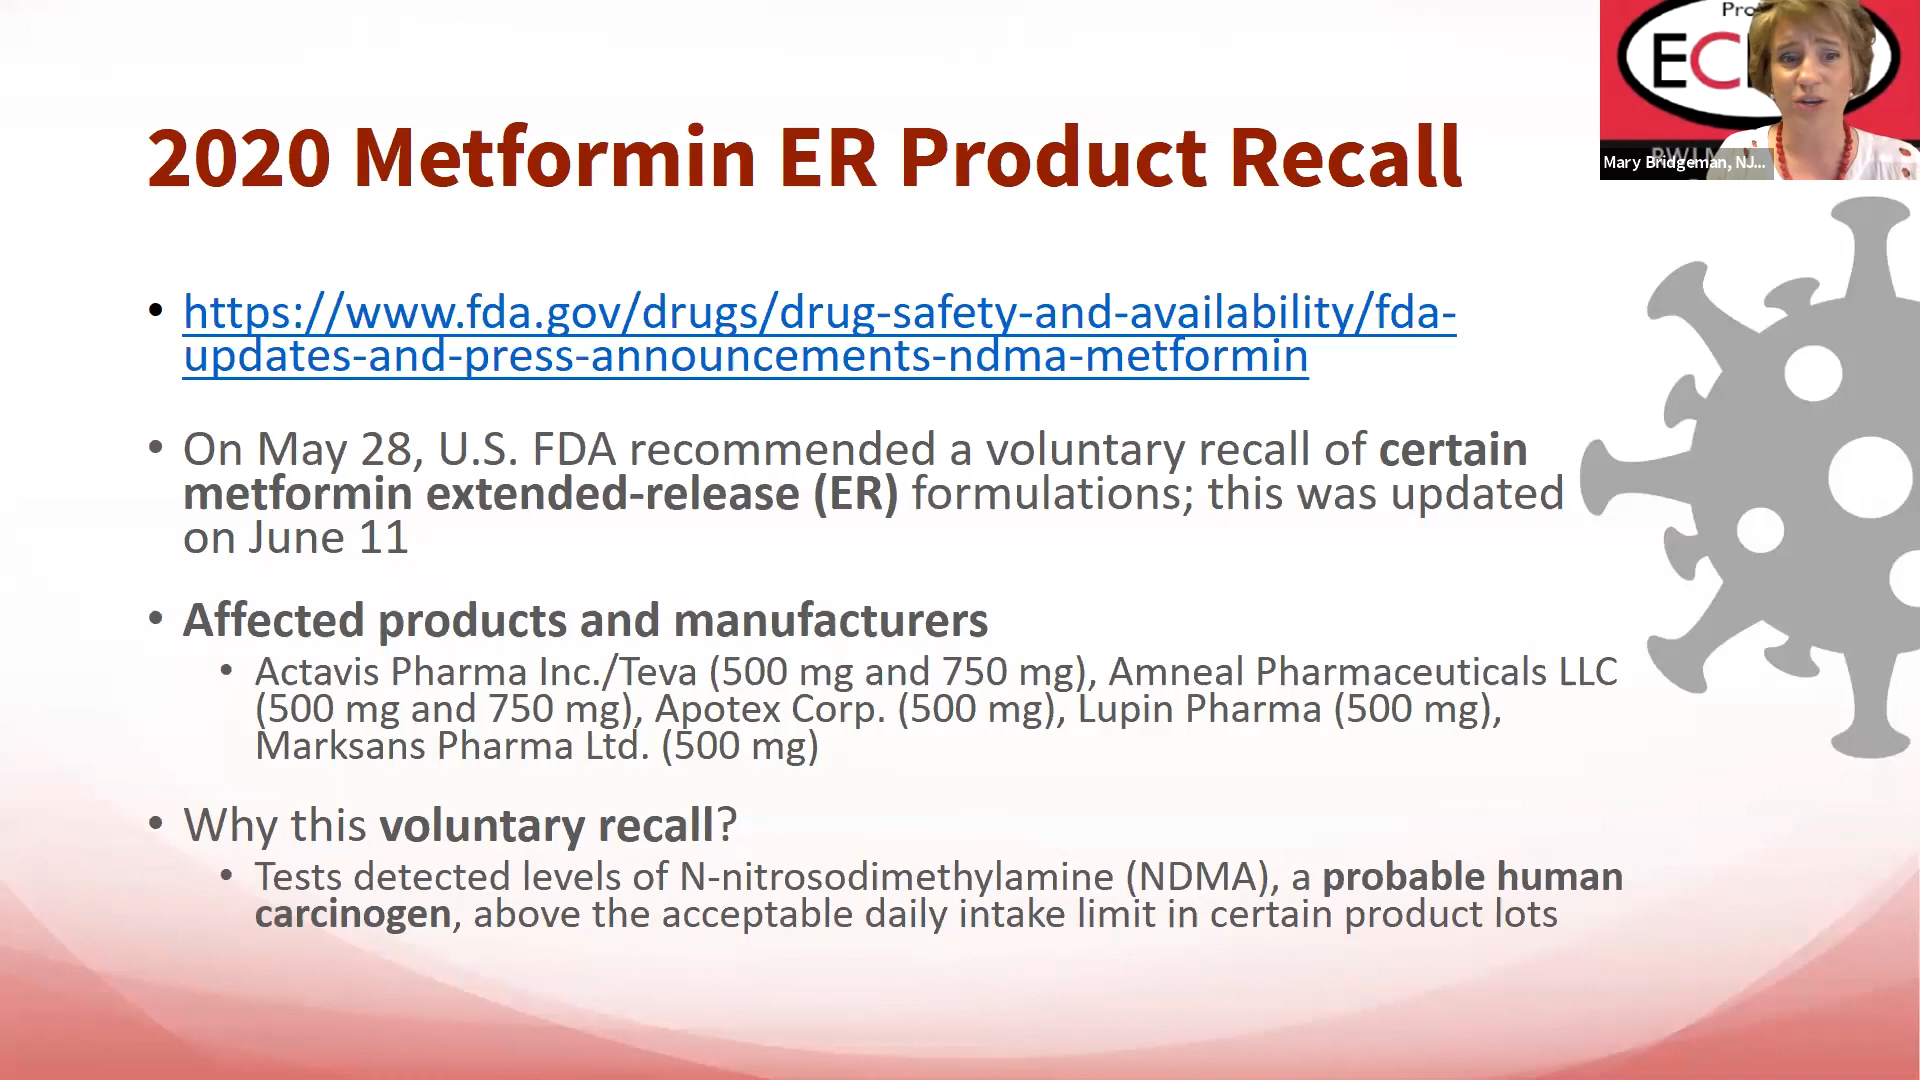 Pro
EC
Mary Bridgeman, NJ...
2020 Metformin ER Product Recall
• https://www.fda.gov/drugs/drug-safety-and-availability/fda-
updates-and-press-announcements-ndma-metformin
• On May 28, U.S. FDA recommended a voluntary recall of certain
metformin extended-release (ER) formulations; this was updated
on June 11
• Affected products and manufacturers
• Actavis Pharma Inc./Teva (500 mg and 750 mg), Amneal Pharmaceuticals LLC
(500 mg and 750 mg), Apotex Corp. (500 mg), Lupin Pharma (500 mg),
Marksans Pharma Ltd. (500 mg)
• Why this voluntary recall?
• Tests detected levels of N-nitrosodimethylamine (NDMA), a probable human
carcinogen, above the acceptable daily intake limit in certain product lots